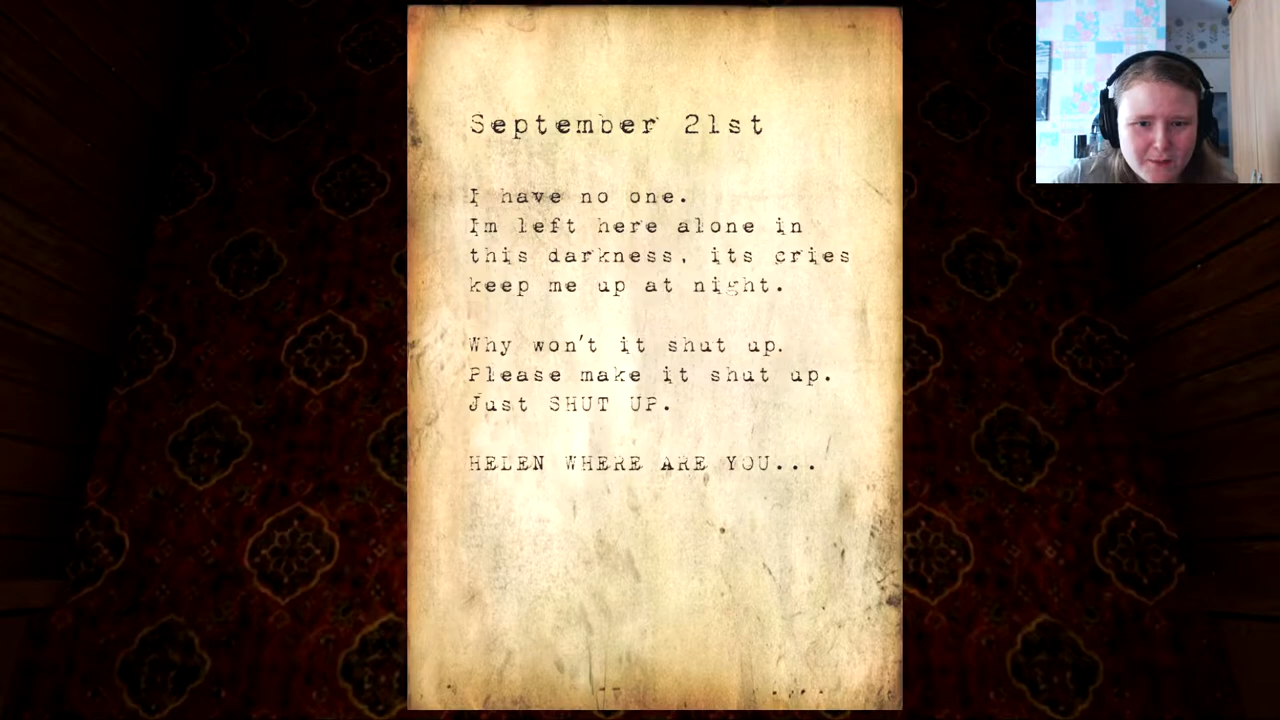 September 21st
I have no one.
Im left here alone in
this darkness, its cries
keep me up at night.
Why won't it shut up.
Please make it shut up.
Just SHUT UP.
HELEN WHERE ARE YOU...